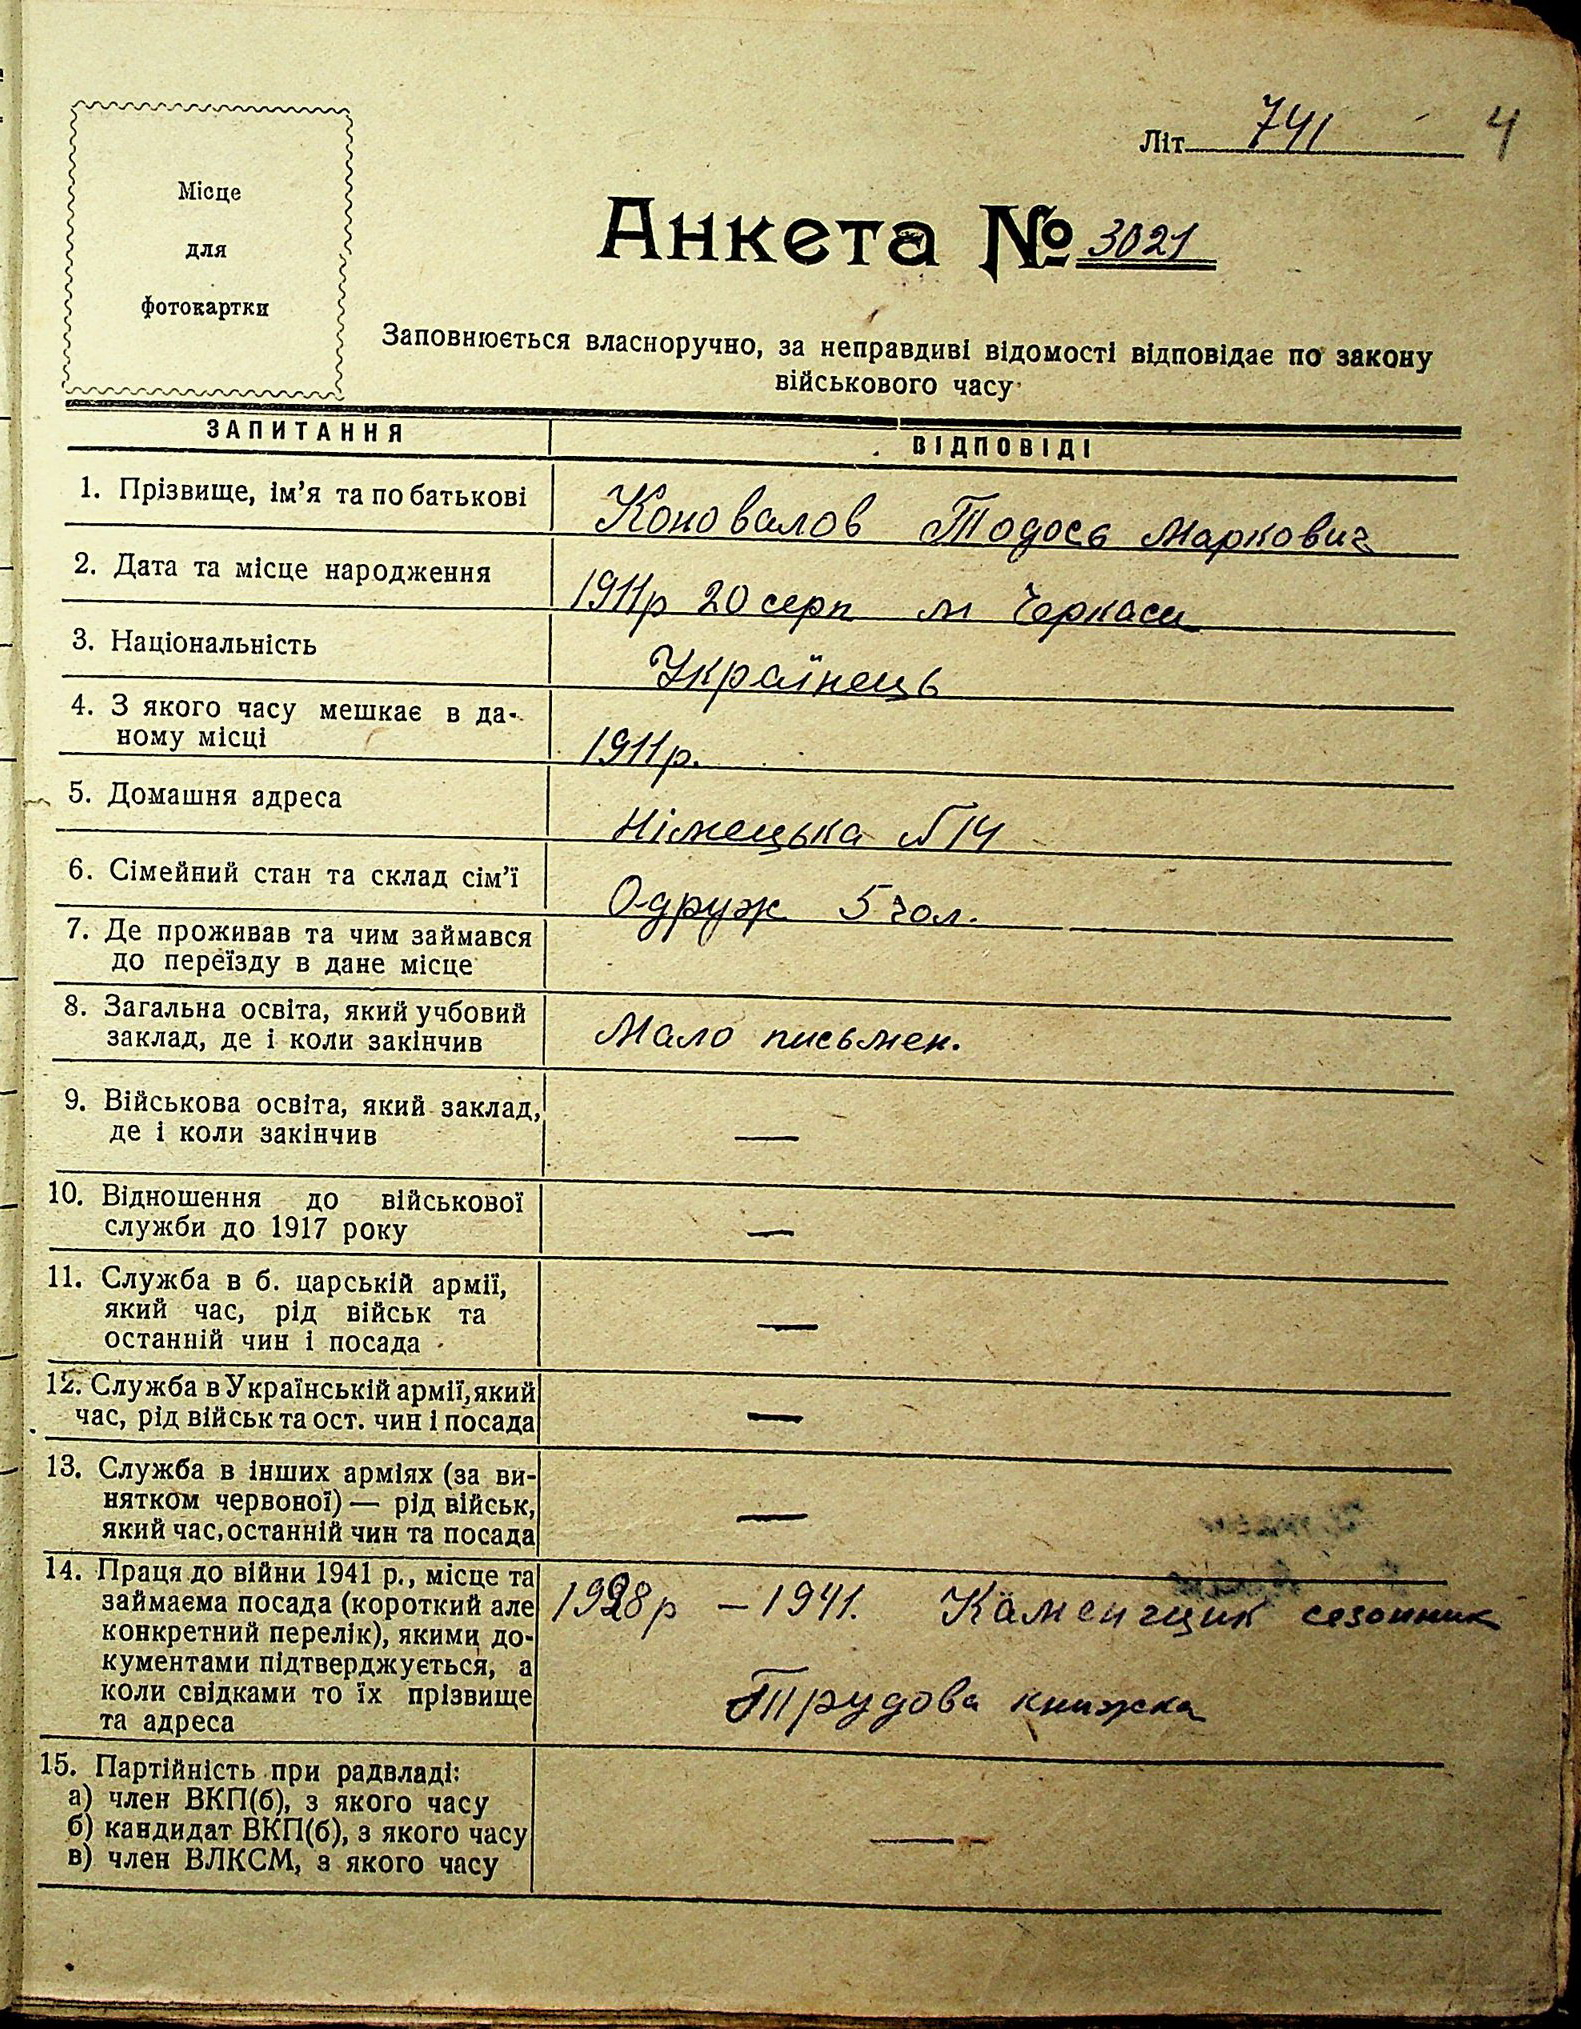 Літ 741 4
Місце
для
фотокартки
Анкета № 3021
Заповнюється власноручно, за неправдиві відомості відповідає по закону
військового часу
ЗАПИТАННЯ ВІДПОВІДІ
1. Прізвище, ім'я та по батькові Коновалов Тодось Маркович
2. Дата та місце народження 1911р 20 серп м Черкаси
3. Національність Українець
4. З якого часу мешкає в да-
ному місці 1911р.
5. Домашня адреса Німецька №14
6. Сімейний стан та склад сім'ї Одруж 5 чол.
7. Де проживав та чим займався
до переїзду в дане місце
8. Загальна освіта, який учбовий
заклад, де і коли закінчив Мало письмен.
9. Військова освіта, який заклад,
де і коли закінчив —
10. Відношення до військової
служби до 1917 року —
11. Служба в б. царській армії,
який час, рід військ та
останній чин і посада —
12. Служба в Українській армії, який
час, рід військ та ост. чин і посада —
13. Служба в інших арміях (за ви-
нятком червоної) — рід військ,
який час, останній чин та посада —
14. Праця до війни 1941 р., місце та
займаєма посада (короткий але 1928р – 1941. Каменщик сезонник
конкретний перелік), якими до-
кументами підтверджується, а
коли свідками то їх прізвище Трудова книжка
та адреса
15. Партійність при радвладі:
а) член ВКП(б), з якого часу
б) кандидат ВКП(б), з якого часу —
в) член ВЛКСМ, з якого часу